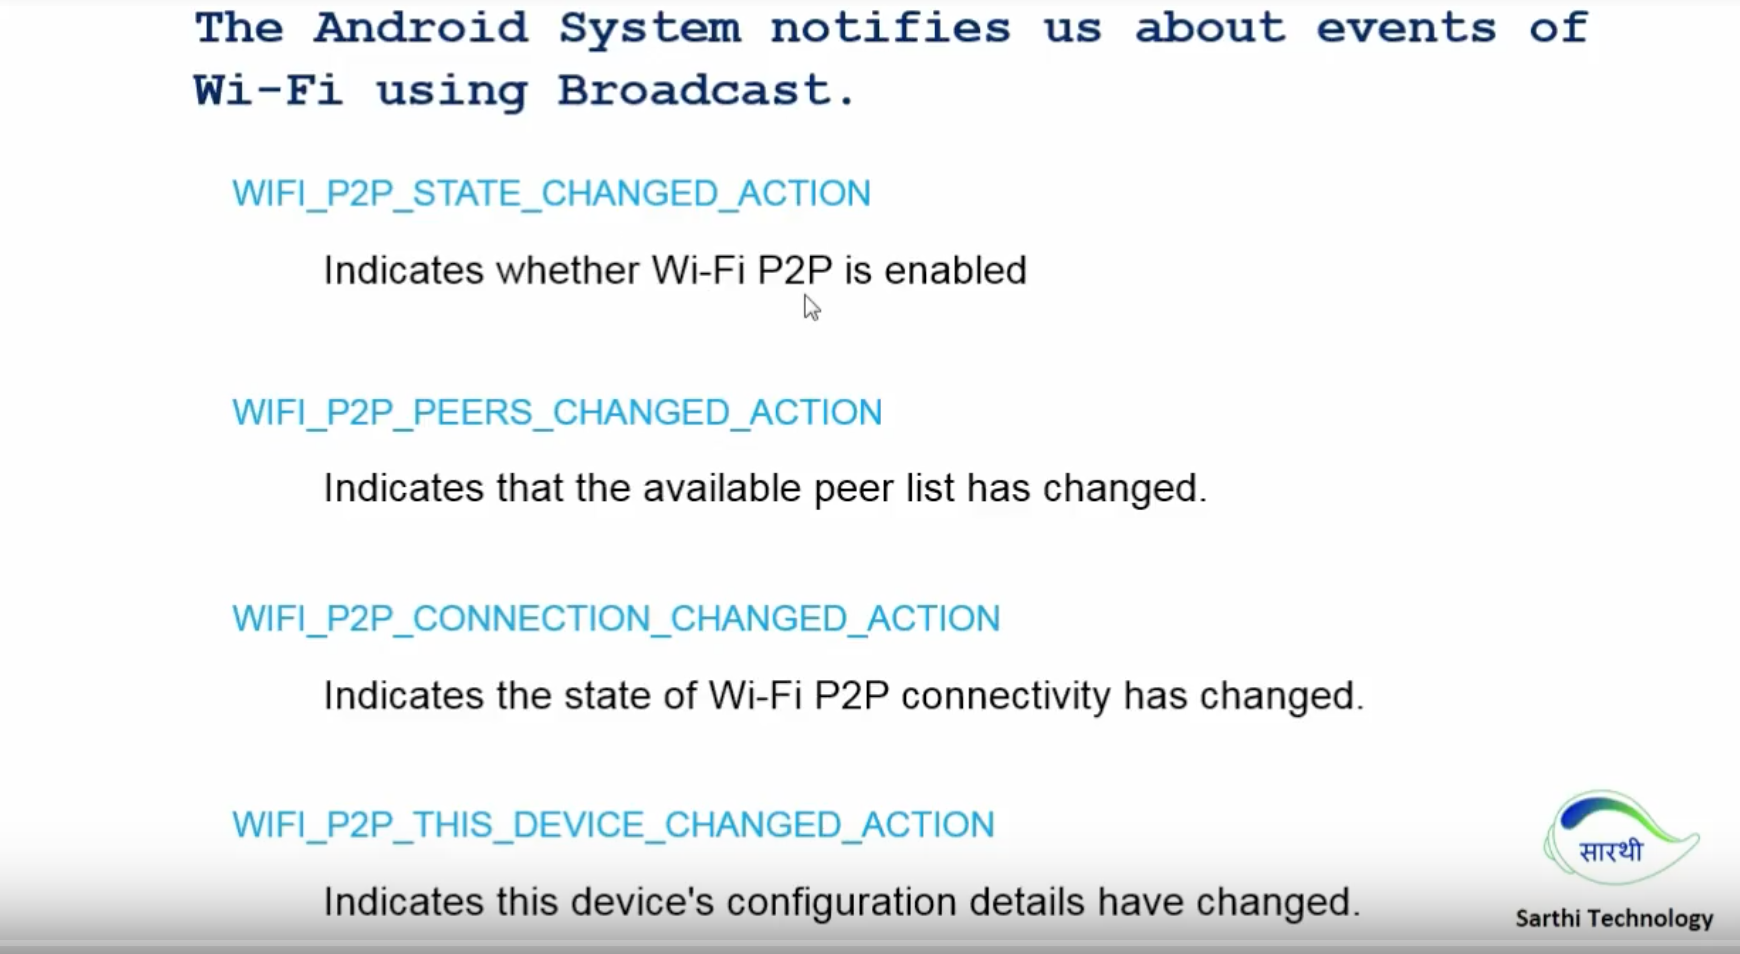 The Android System notifies us about events of
Wi-Fi using Broadcast.
WIFI_P2P_STATE_CHANGED_ACTION
Indicates whether Wi-Fi P2P is enabled
WIFI_P2P_PEERS_CHANGED_ACTION
Indicates that the available peer list has changed.
WIFI_P2P_CONNECTION_CHANGED_ACTION
Indicates the state of Wi-Fi P2P connectivity has changed.
WIFI_P2P_THIS_DEVICE_CHANGED_ACTION
Indicates this device's configuration details have changed.
सारथी
Sarthi Technology